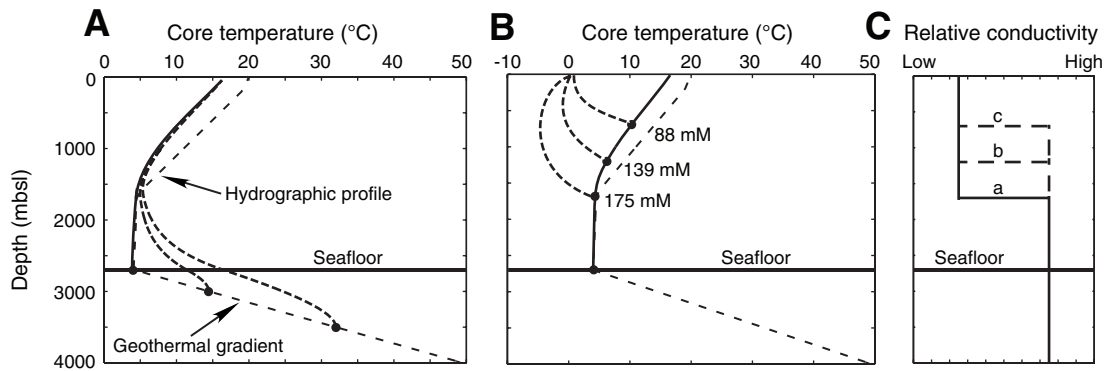 A
Core temperature (°C)
0 10 20 30 40 50
Depth (mbsl)
0
1000
2000
3000
4000
Hydrographic profile
Seafloor
Geothermal gradient
B
Core temperature (°C)
-10 0 10 20 30 40 50
88 mM
139 mM
175 mM
Seafloor
C
Relative conductivity
Low High
c
b
a
Seafloor